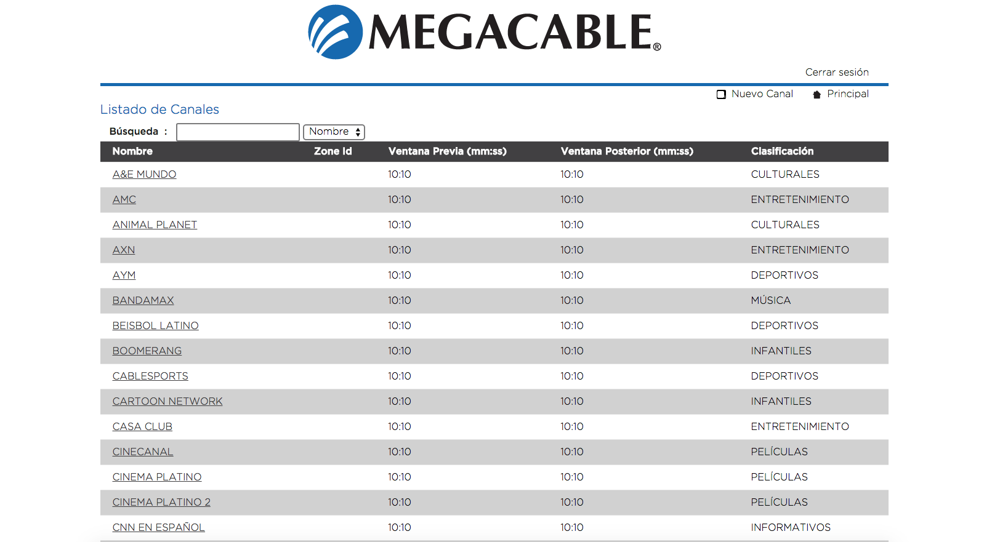 MEGACABLE®
Cerrar sesión
Nuevo Canal Principal
Listado de Canales
Búsqueda : Nombre
Nombre Zone Id Ventana Previa (mm:ss) Ventana Posterior (mm:ss) Clasificación
A&E MUNDO 10:10 10:10 CULTURALES
AMC 10:10 10:10 ENTRETENIMIENTO
ANIMAL PLANET 10:10 10:10 CULTURALES
AXN 10:10 10:10 ENTRETENIMIENTO
AYM 10:10 10:10 DEPORTIVOS
BANDAMAX 10:10 10:10 MÚSICA
BEISBOL LATINO 10:10 10:10 DEPORTIVOS
BOOMERANG 10:10 10:10 INFANTILES
CABLESPORTS 10:10 10:10 DEPORTIVOS
CARTOON NETWORK 10:10 10:10 INFANTILES
CASA CLUB 10:10 10:10 ENTRETENIMIENTO
CINECANAL 10:10 10:10 PELÍCULAS
CINEMA PLATINO 10:10 10:10 PELÍCULAS
CINEMA PLATINO 2 10:10 10:10 PELÍCULAS
CNN EN ESPAÑOL 10:10 10:10 INFORMATIVOS